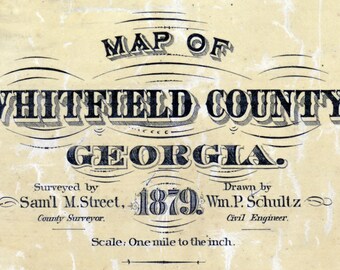 MAP OF
WHITFIELD COUNTY
GEORGIA.
Surveyed by
Sam'l M. Street,
County Surveyor.
1879.
Drawn by
Wm. P. Schultz
Civil Engineer.
Scale: One mile to the inch.